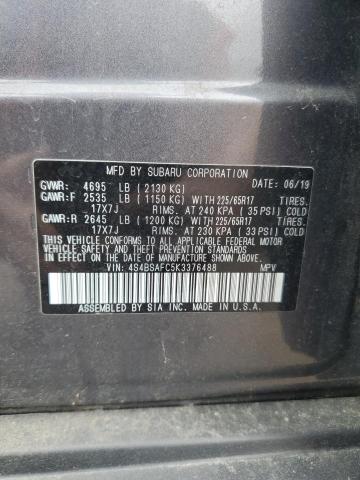 MFD BY SUBARU CORPORATION
GVWR: 4695 LB ( 2130 KG) DATE: 06/19
GAWR:F 2535 LB ( 1150 KG) WITH 225/65R17 TIRES.
17X7J RIMS. AT 240 KPA ( 35 PSI) COLD
GAWR:R 2645 LB ( 1200 KG) WITH 225/65R17 TIRES.
17X7J RIMS. AT 230 KPA ( 33 PSI) COLD
THIS VEHICLE CONFORMS TO ALL APPLICABLE
FEDERAL MOTOR VEHICLE SAFETY, BUMPER, AND
THEFT PREVENTION STANDARDS IN EFFECT ON THE
DATE OF MANUFACTURE SHOWN ABOVE.
VIN: 4S4BSAFC5K3376488 MPV
ASSEMBLED BY SIA INC. MADE IN U.S.A.